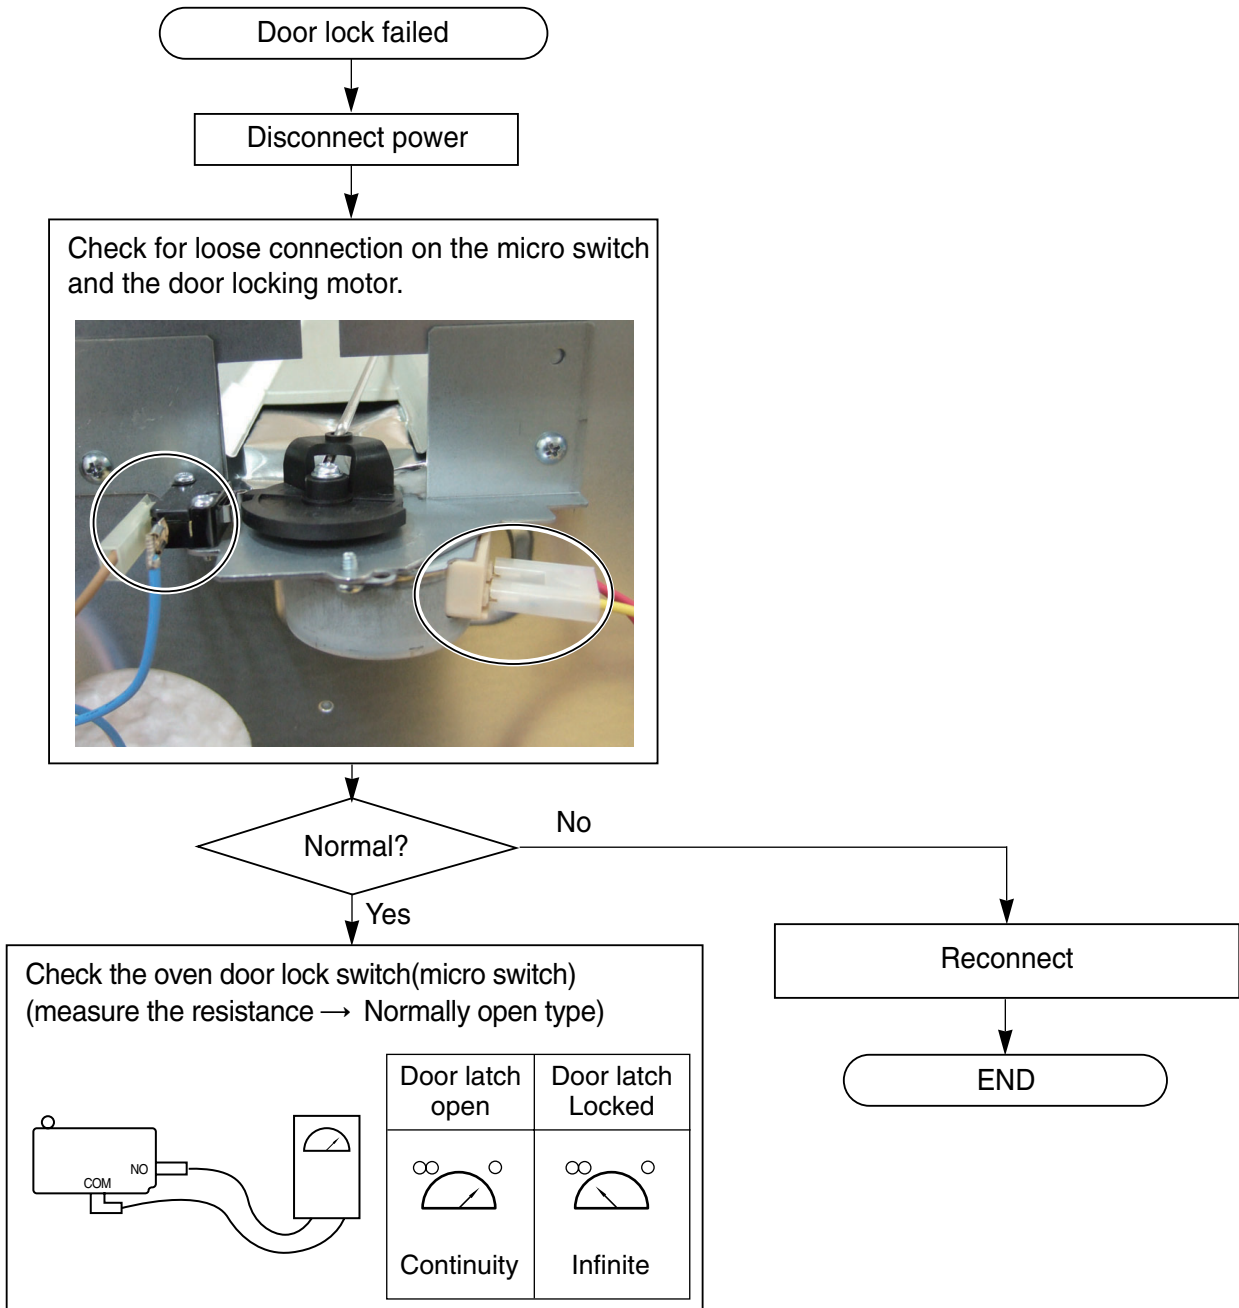 Door lock failed
Disconnect power
Check for loose connection on the micro switch
and the door locking motor.
Normal?
No
Yes
Reconnect
END
Check the oven door lock switch(micro switch)
(measure the resistance → Normally open type)
NO
COM
Door latch
open
Door latch
Locked
Continuity
Infinite